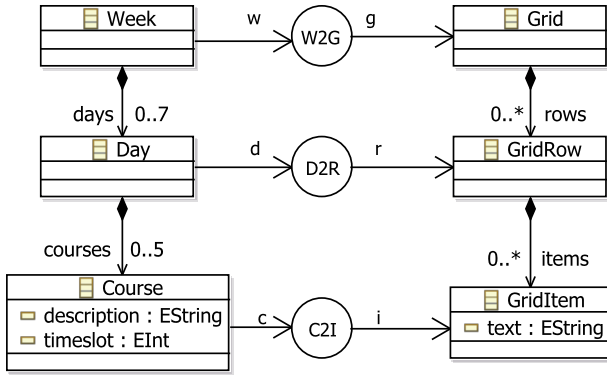 Week w W2G g Grid
days 0..7 0..* rows
Day d D2R r GridRow
courses 0..5 0..* items
Course GridItem
description : EString c C2I i text : EString
timeslot : EInt